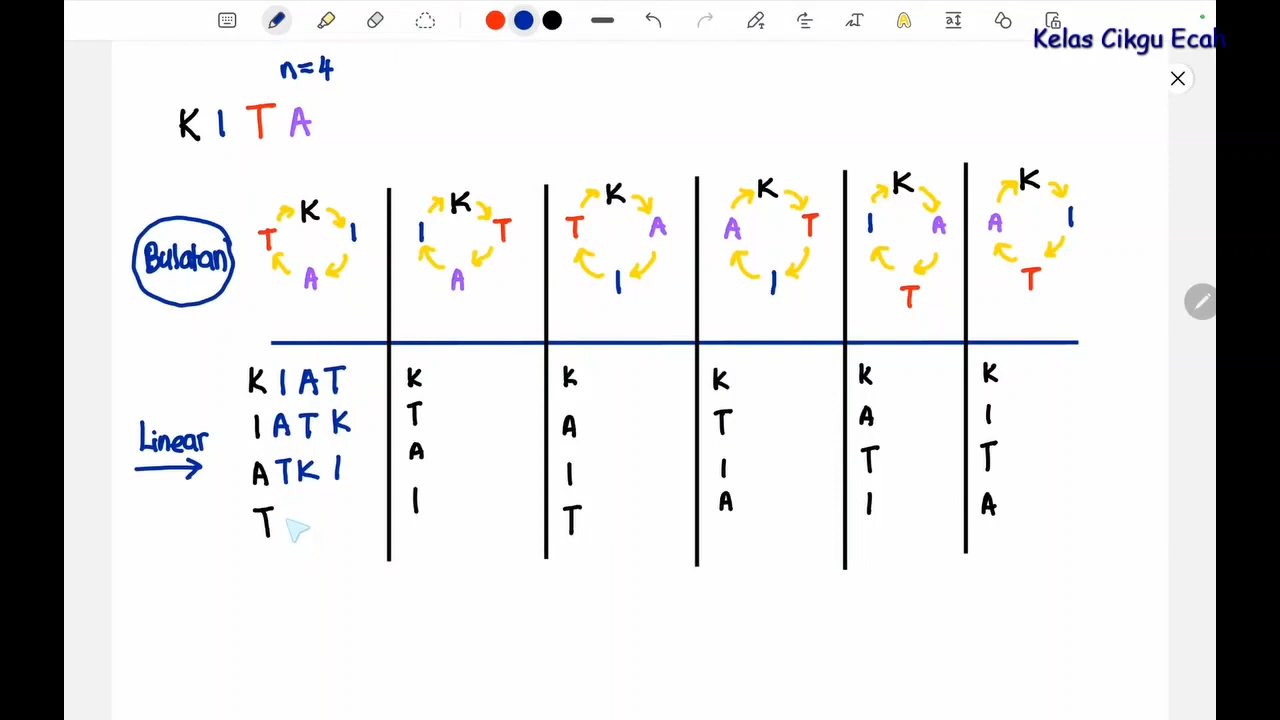 Kelas Cikgu Ecah
n=4
K I T A
K K K K K K
T I I T T A A T I A A I
Bulatan
A A I I T T
K I A T K K K K K
I A T K T A T A I
Linear
A T K I A I I T T
T I T A I A